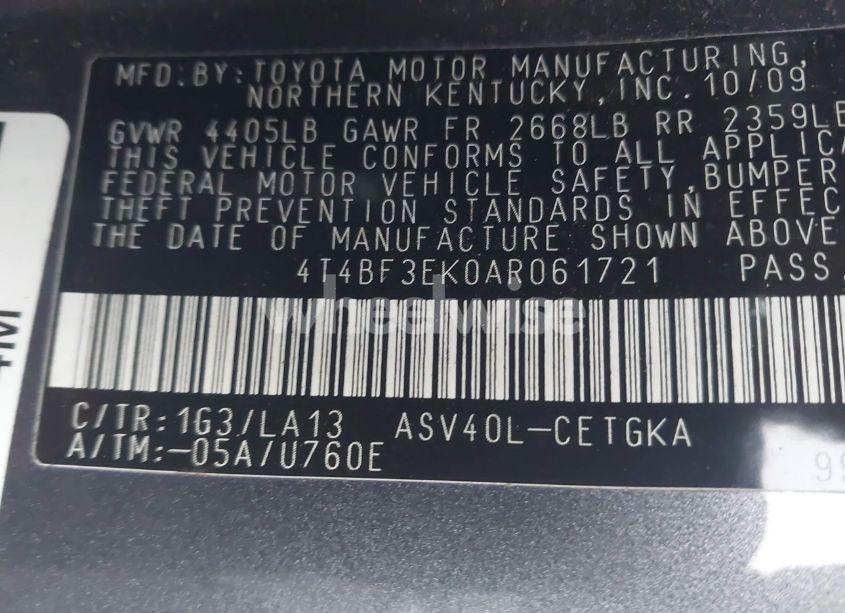 MFD.BY:TOYOTA MOTOR MANUFACTURING,
NORTHERN KENTUCKY,INC.10/09
GVWR 4405LB GAWR FR 2668LB RR 2359LB
THIS VEHICLE CONFORMS TO ALL APPLICA
FEDERAL MOTOR VEHICLE SAFETY,BUMPER
THEFT PREVENTION STANDARDS IN EFFEC
THE DATE OF MANUFACTURE SHOWN ABOVE
4T4BF3EK0AR061721 PASS.
wheelwise
C/TR:1G3/LA13 ASV40L-CETGKA
A/TM:-05A/U760E